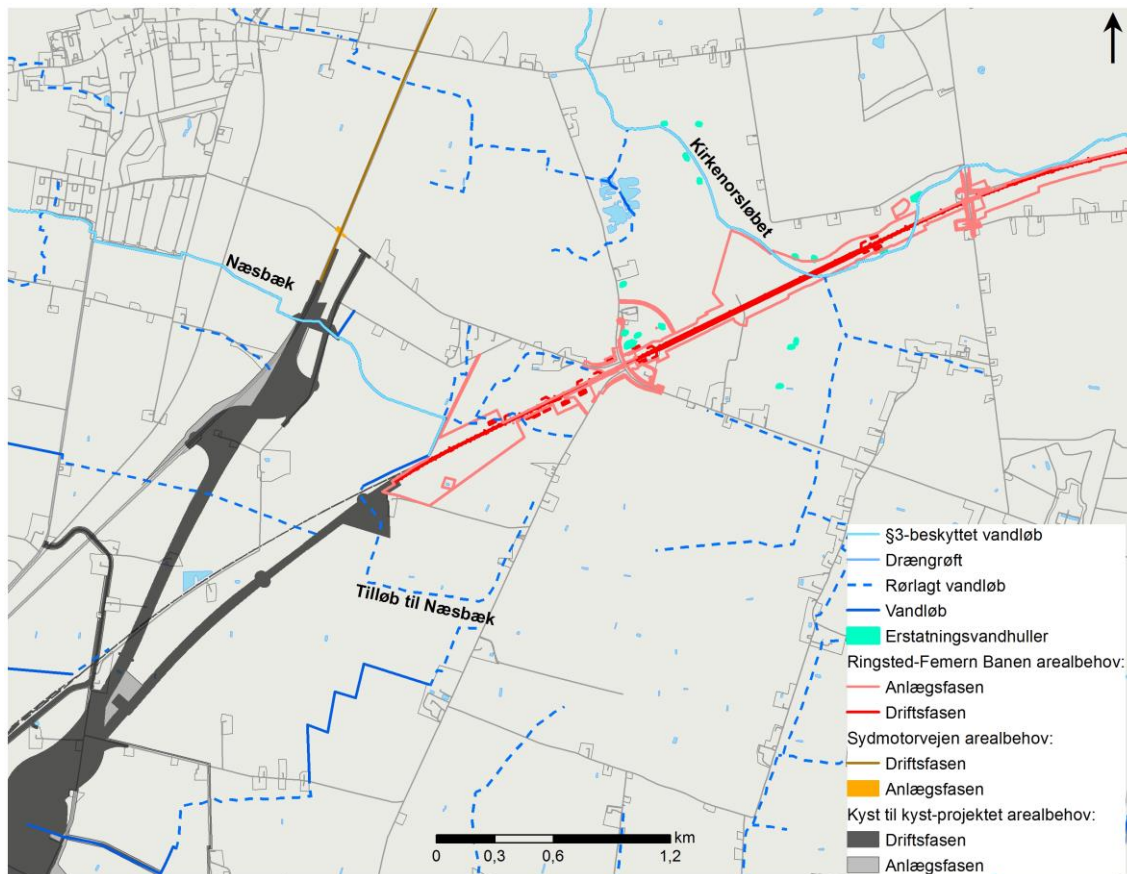 Kirkenorsløbet
Næsbæk
Tilløb til Næsbæk
§3-beskyttet vandløb
Drængrøft
Rørlagt vandløb
Vandløb
Erstatningsvandhuller
Ringsted-Femern Banen arealbehov:
Anlægsfasen
Driftsfasen
Sydmotorvejen arealbehov:
Driftsfasen
Anlægsfasen
Kyst til kyst-projektet arealbehov:
Driftsfasen
Anlægsfasen
km
0 0,3 0,6 1,2